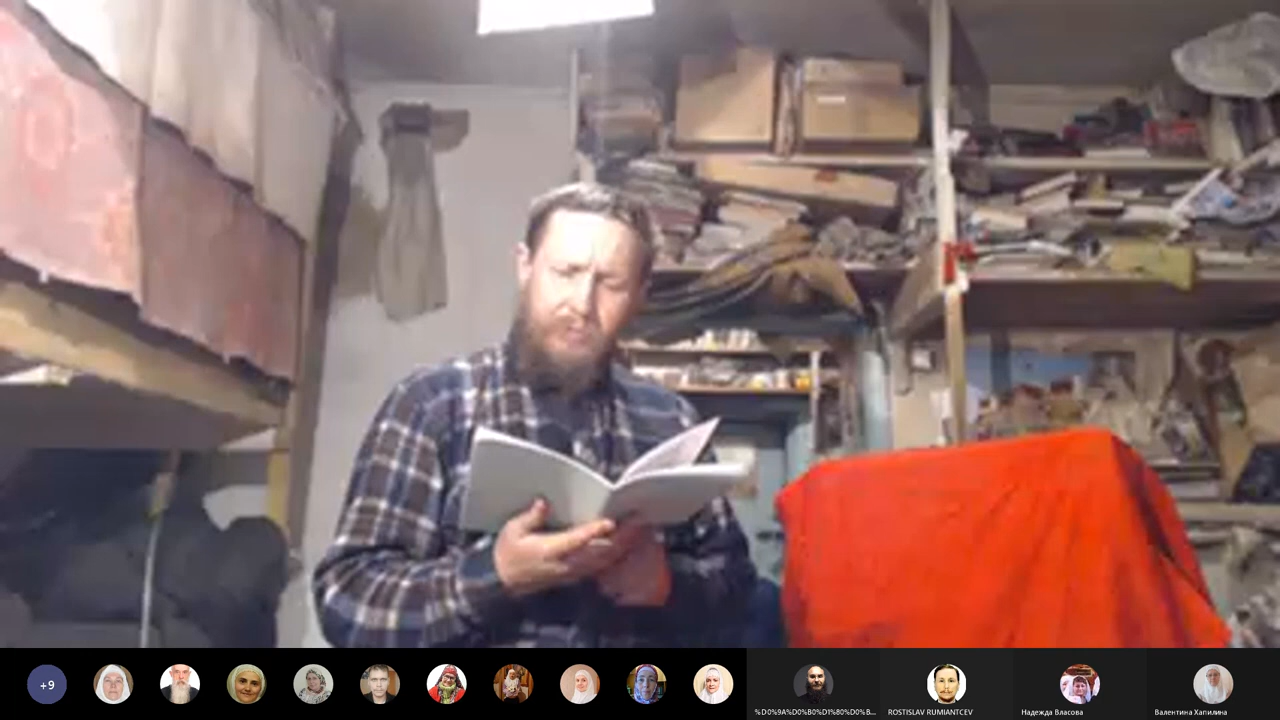 +9
%D0%9A%D0%B0%D1%80%D0%B...
ROSTISLAV RUMIANTCEV
Надежда Власова
Валентина Хапилина